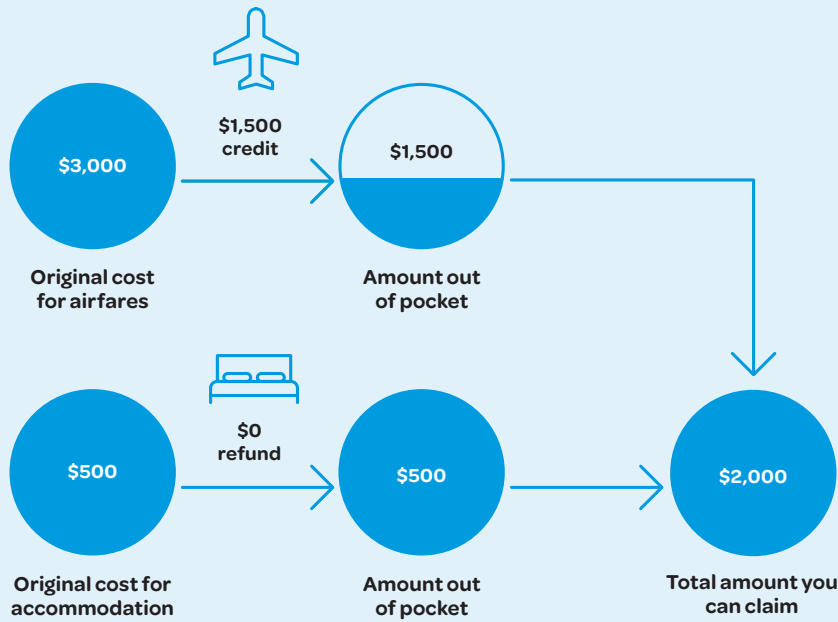 $1,500
credit
$3,000
$1,500
Original cost
for airfares
Amount out
of pocket
$0
refund
$500
$500
$2,000
Original cost for
accommodation
Amount out
of pocket
Total amount you
can claim